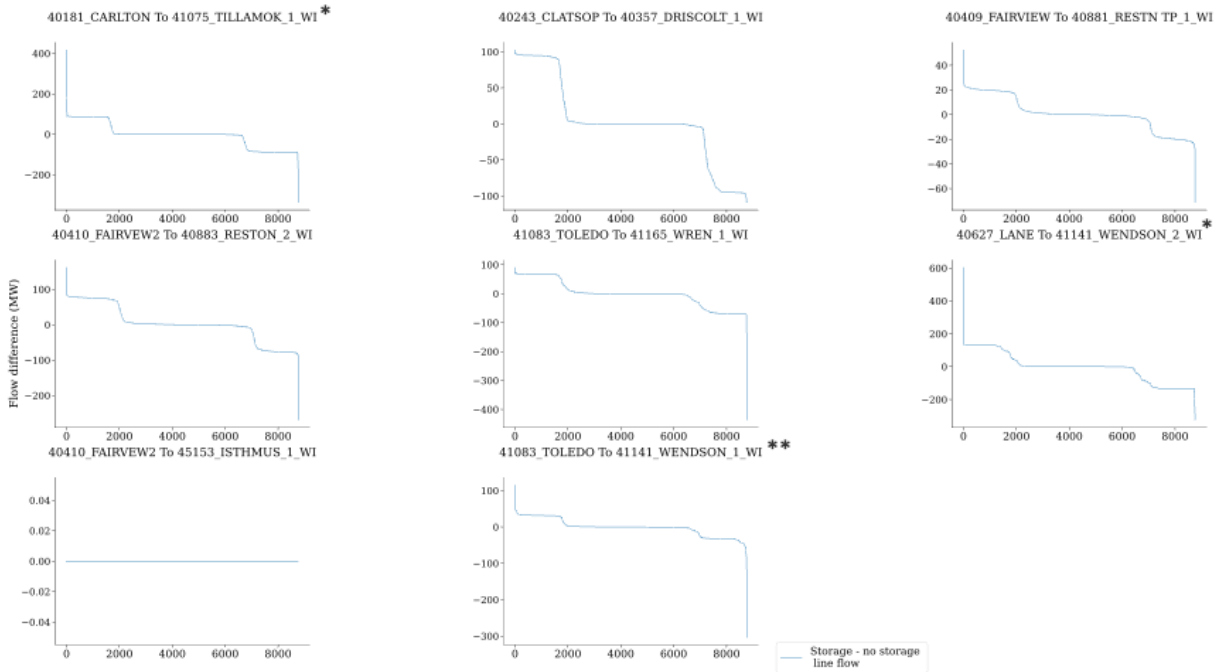 40181_CARLTON To 41075_TILLAMOK_1_WI *
400
200
0
−200
0 2000 4000 6000 8000
40243_CLATSOP To 40357_DRISCOLT_1_WI
100
50
0
−50
−100
0 2000 4000 6000 8000
40409_FAIRVIEW To 40881_RESTN TP_1_WI
40
20
0
−20
−40
−60
0 2000 4000 6000 8000
Flow difference (MW)
40410_FAIRVEW2 To 40883_RESTON_2_WI
100
0
−100
−200
0 2000 4000 6000 8000
41083_TOLEDO To 41165_WREN_1_WI
100
0
−100
−200
−300
−400
0 2000 4000 6000 8000
40627_LANE To 41141_WENDSON_2_WI *
600
400
200
0
−200
0 2000 4000 6000 8000
40410_FAIRVEW2 To 45153_ISTHMUS_1_WI
0.04
0.02
0.00
−0.02
−0.04
0 2000 4000 6000 8000
41083_TOLEDO To 41141_WENDSON_1_WI **
100
0
−100
−200
−300
0 2000 4000 6000 8000
Storage - no storage
line flow